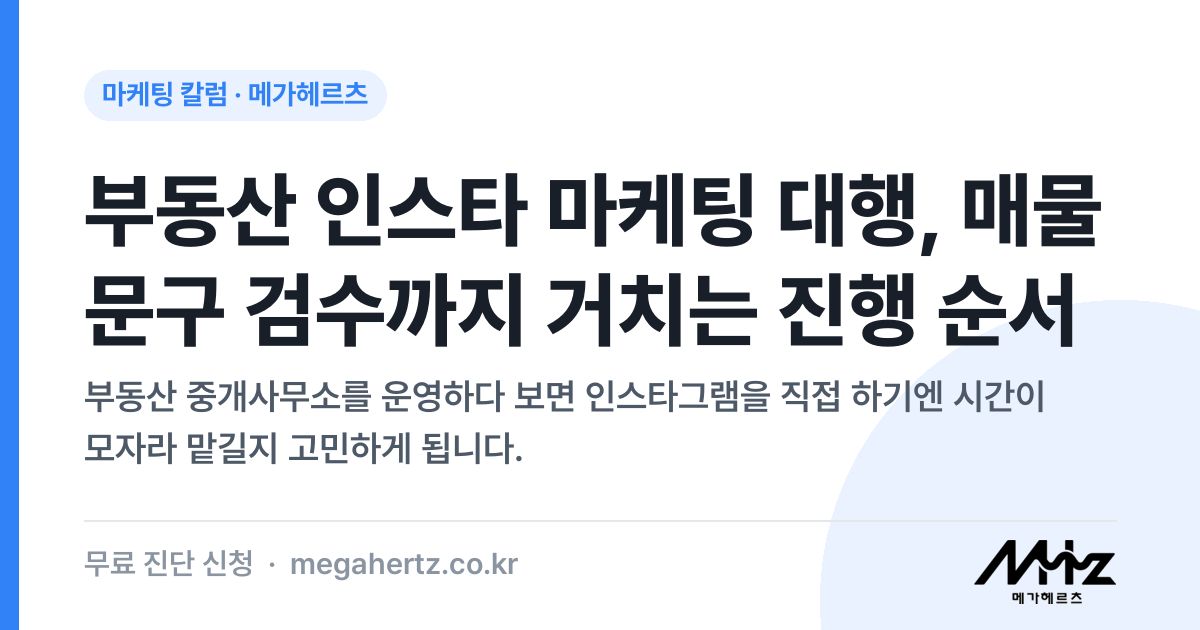 마케팅 칼럼 · 메가헤르츠
부동산 인스타 마케팅 대행, 매물
문구 검수까지 거치는 진행 순서
부동산 중개사무소를 운영하다 보면 인스타그램을 직접 하기엔 시간이
모자라 맡길지 고민하게 됩니다.
무료 진단 신청 · megahertz.co.kr
MHz
메가헤르츠